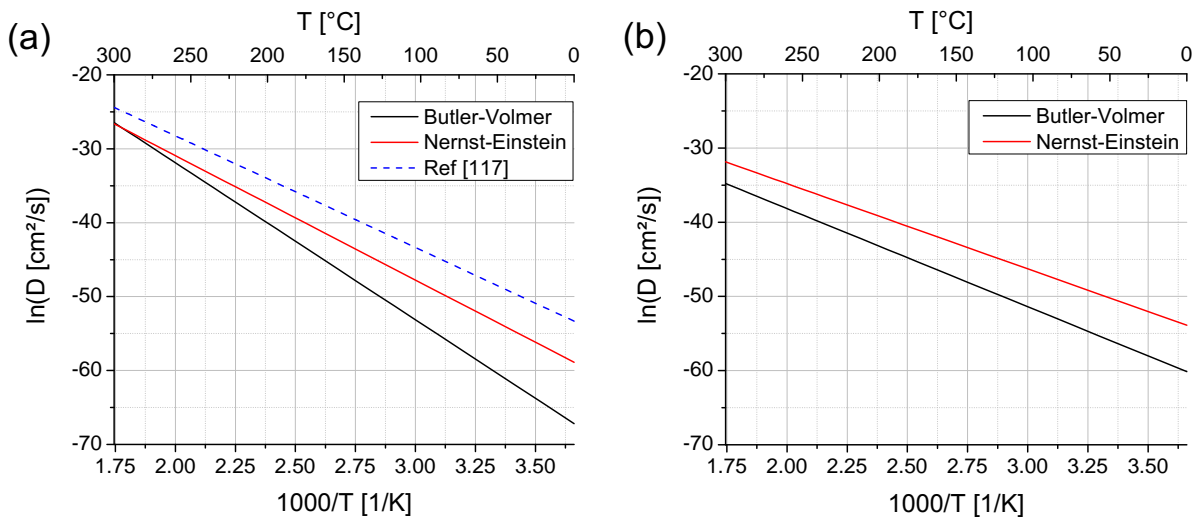 (a)
T [°C]
300 250 200 150 100 50 0
-20
-30
-40
-50
-60
-70
ln(D [cm²/s])
Butler-Volmer
Nernst-Einstein
Ref [117]
1.75 2.00 2.25 2.50 2.75 3.00 3.25 3.50
1000/T [1/K]
(b)
T [°C]
300 250 200 150 100 50 0
-20
-30
-40
-50
-60
-70
ln(D [cm²/s])
Butler-Volmer
Nernst-Einstein
1.75 2.00 2.25 2.50 2.75 3.00 3.25 3.50
1000/T [1/K]